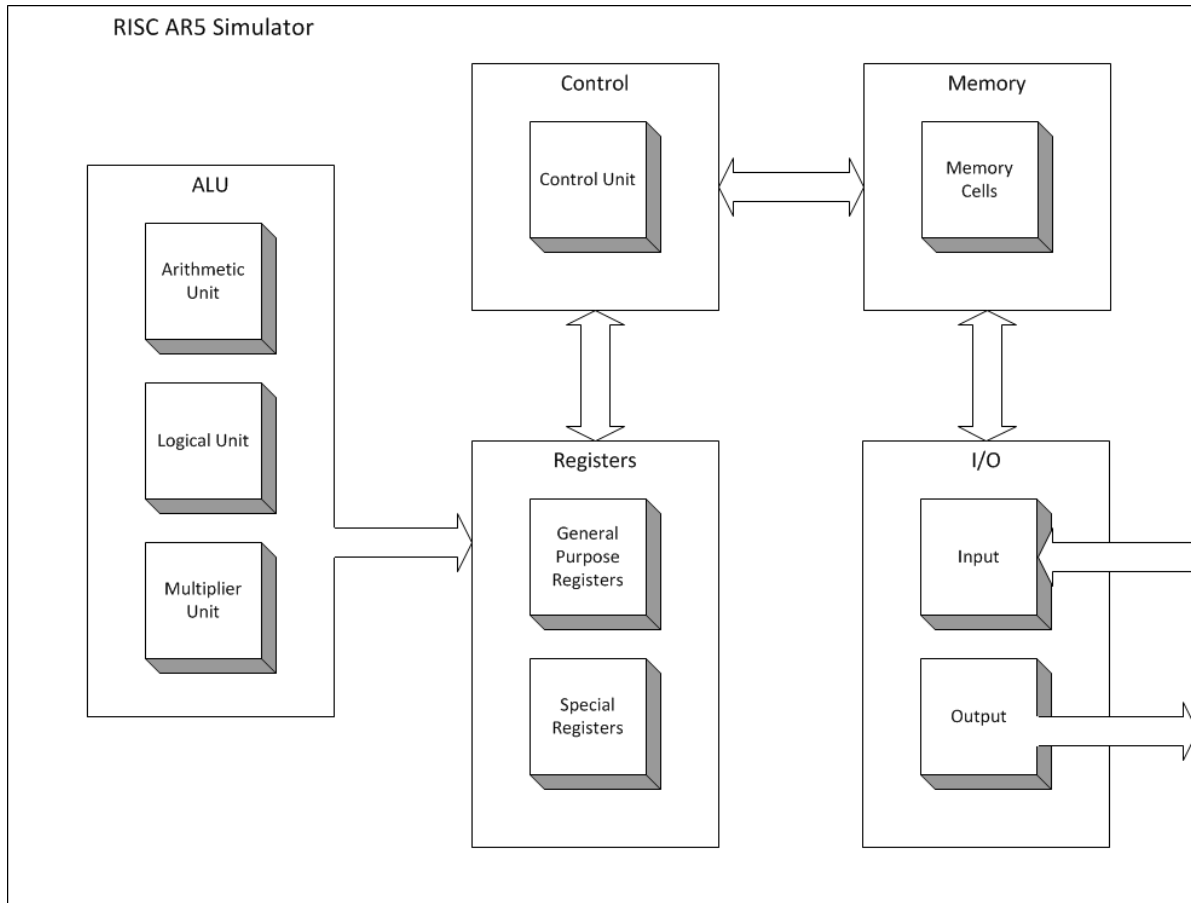 RISC AR5 Simulator
Control
Control Unit
Memory
Memory
Cells
ALU
Arithmetic
Unit
Logical Unit
Multiplier
Unit
Registers
General
Purpose
Registers
Special
Registers
I/O
Input
Output